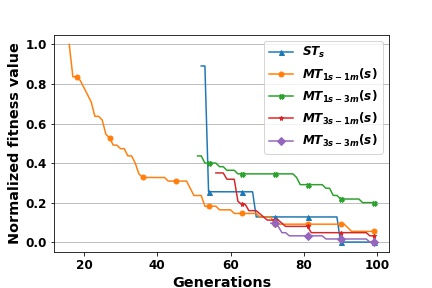 1.0
0.8
0.6
0.4
0.2
0.0
Normalized fitness value
20 40 60 80 100
Generations
STₛ
MT₁ₛ₋₁ₘ(s)
MT₁ₛ₋₃ₘ(s)
MT₃ₛ₋₁ₘ(s)
MT₃ₛ₋₃ₘ(s)